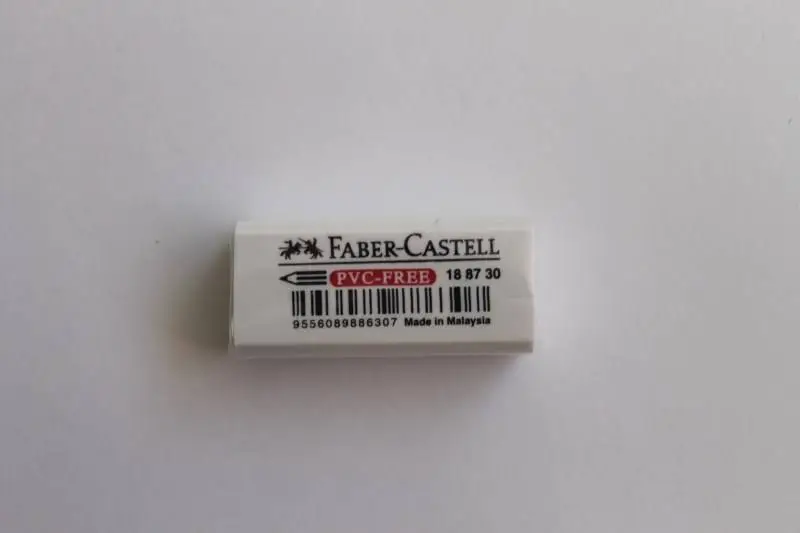 FABER-CASTELL
PVC-FREE 18 87 30
9556089886307 Made in Malaysia